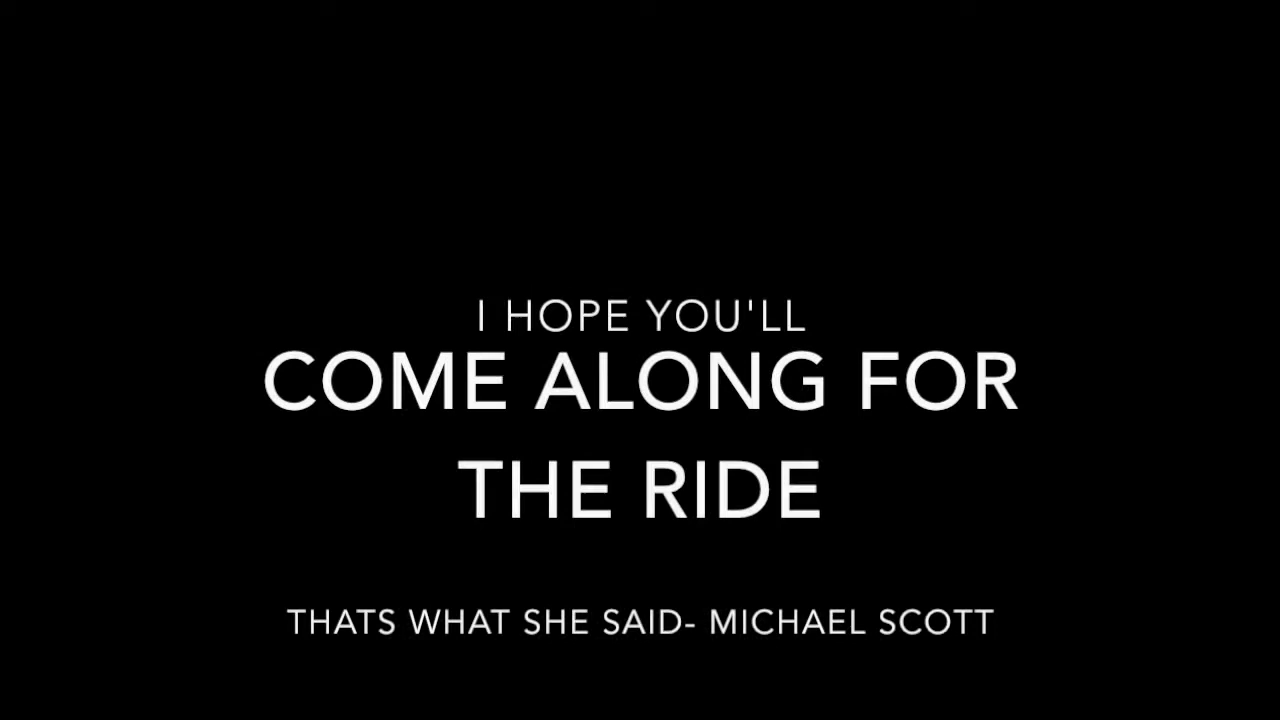 I HOPE YOU'LL
COME ALONG FOR
THE RIDE
THATS WHAT SHE SAID- MICHAEL SCOTT